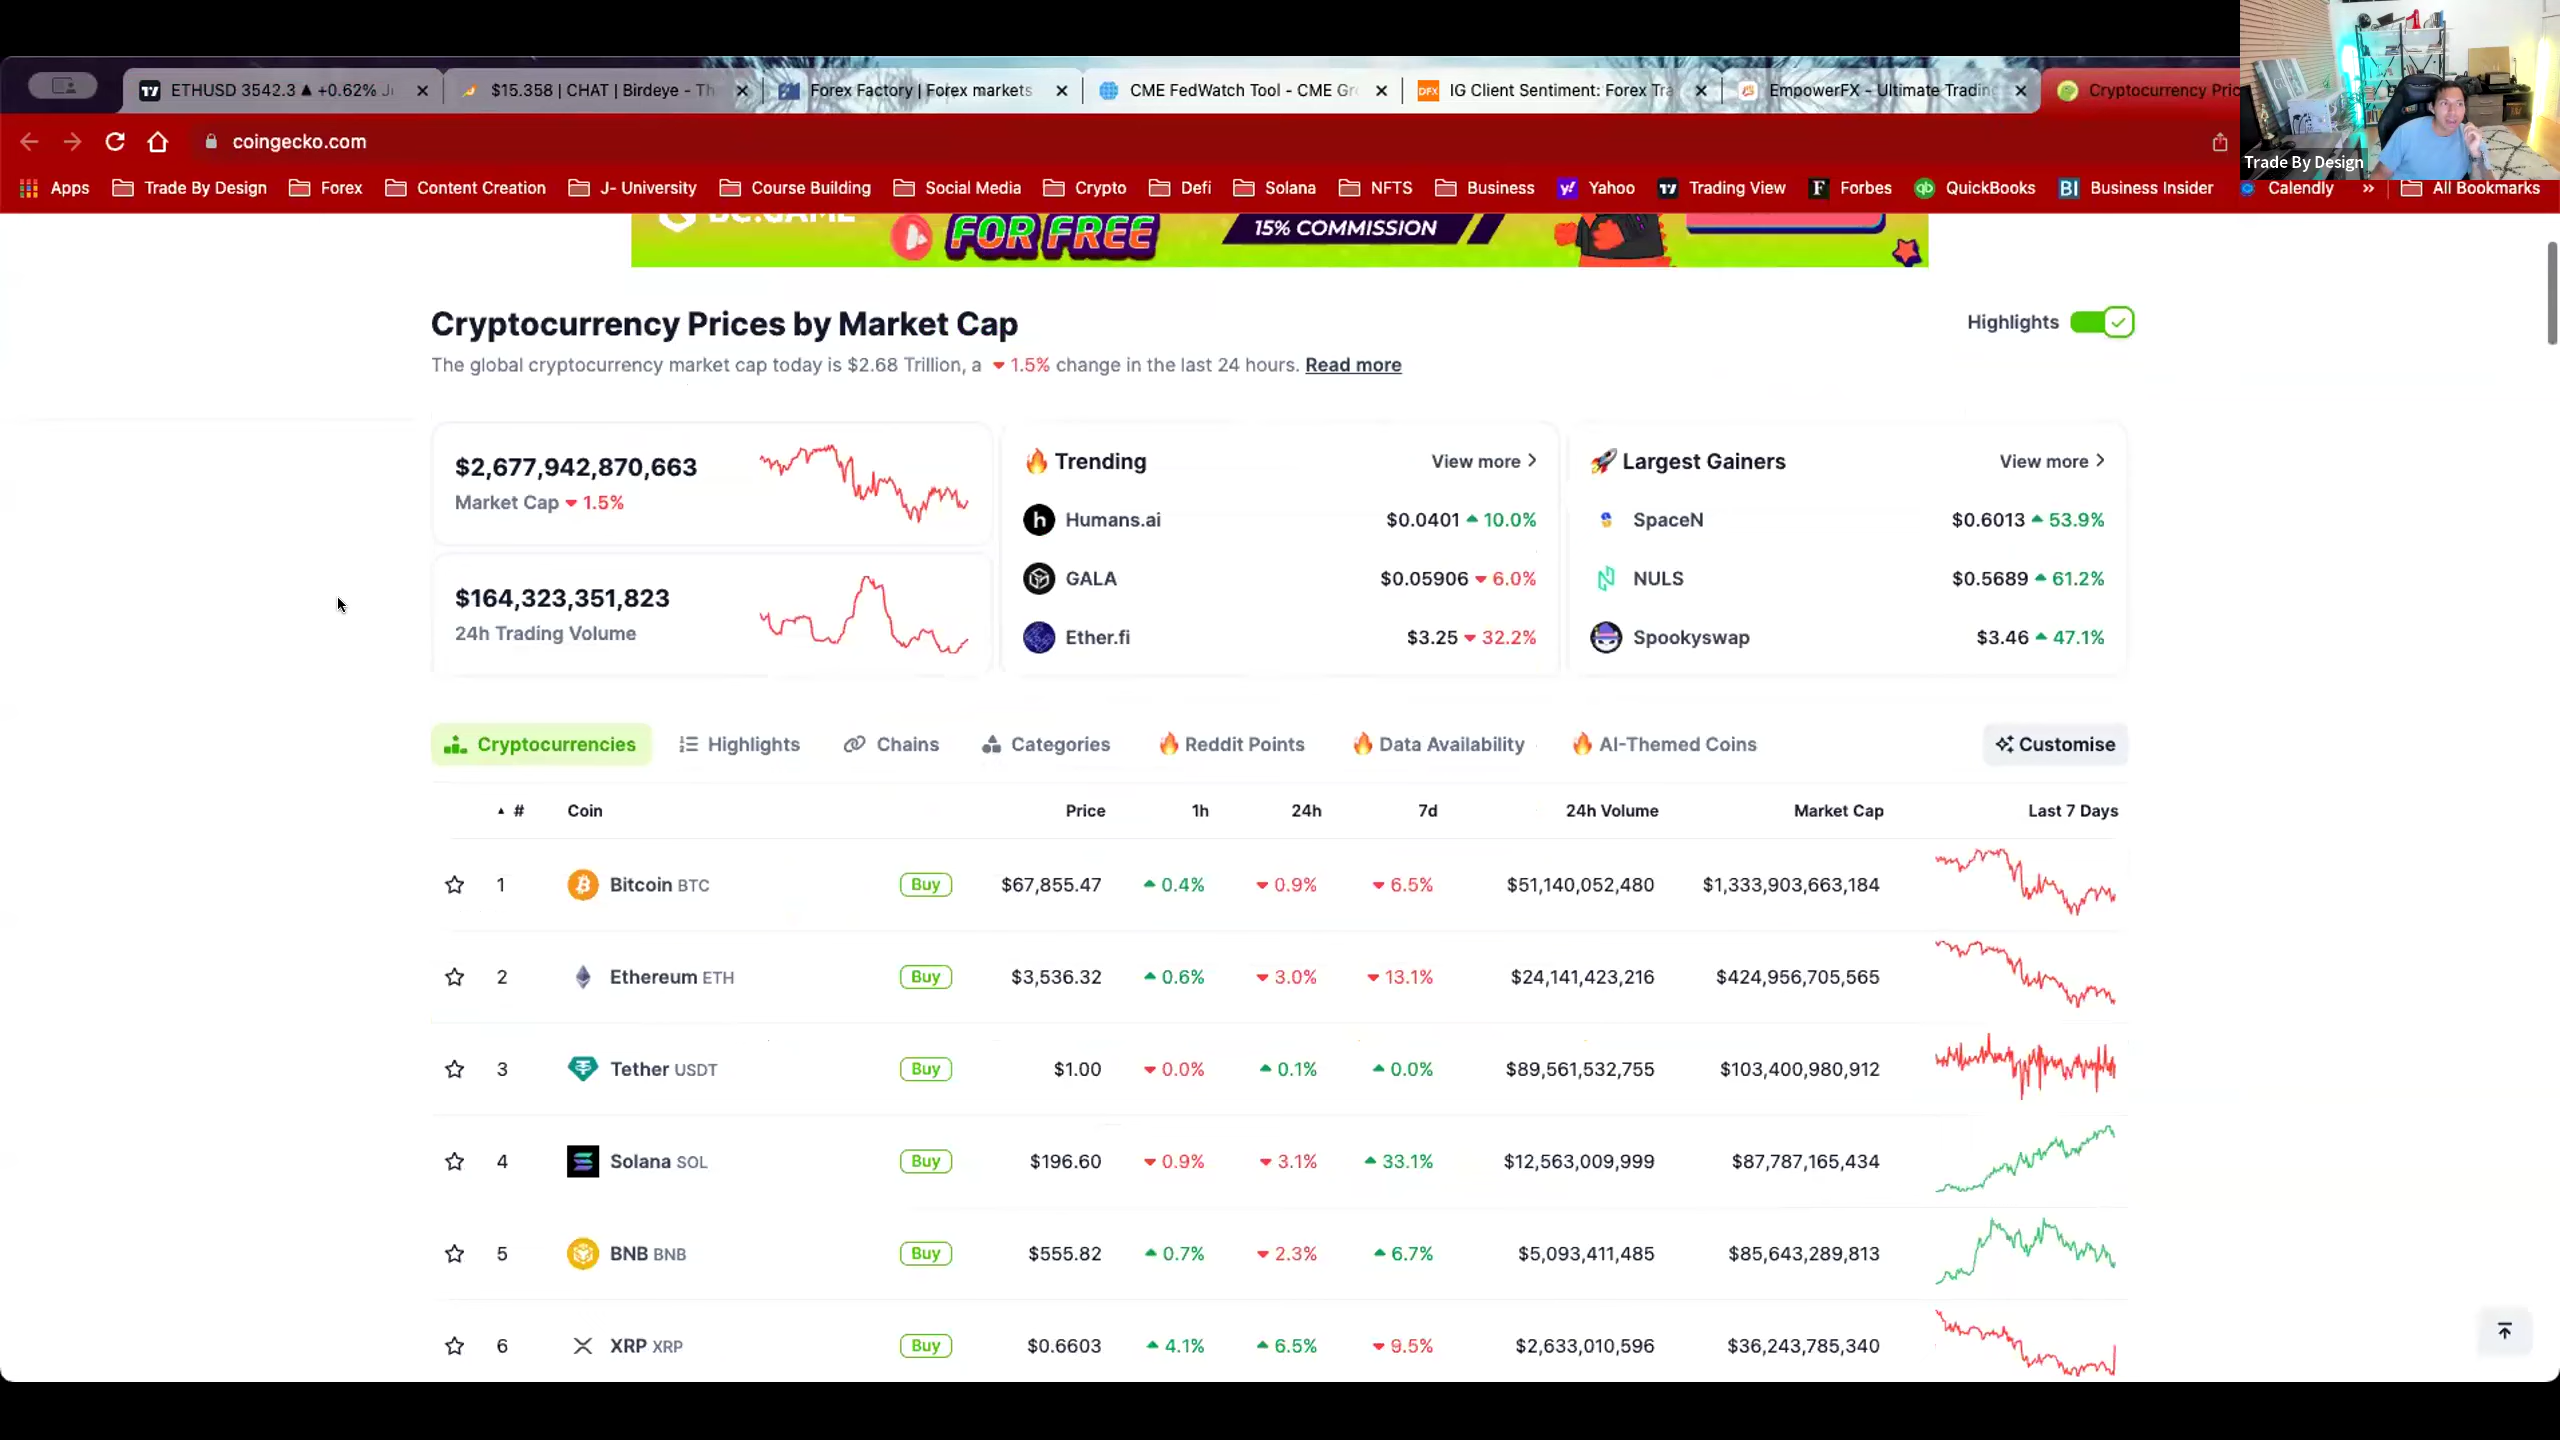 ETHUSD 3542.3 ▲ +0.62%
$15.358 | CHAT | Birdeye - Th
Forex Factory | Forex markets
CME FedWatch Tool - CME Gr
IG Client Sentiment: Forex Tra
EmpowerFX - Ultimate Trading
Cryptocurrency Pric
Trade By Design
coingecko.com
Apps Trade By Design Forex Content Creation J- University Course Building Social Media Crypto Defi Solana NFTS Business Yahoo Trading View Forbes QuickBooks Business Insider Calendly » All Bookmarks
BC.GAME FOR FREE 15% COMMISSION
Cryptocurrency Prices by Market Cap
Highlights
The global cryptocurrency market cap today is $2.68 Trillion, a ▼ 1.5% change in the last 24 hours. Read more
$2,677,942,870,663
Market Cap ▼ 1.5%
$164,323,351,823
24h Trading Volume
Trending View more >
Humans.ai $0.0401 ▲ 10.0%
GALA $0.05906 ▼ 6.0%
Ether.fi $3.25 ▼ 32.2%
Largest Gainers View more >
SpaceN $0.6013 ▲ 53.9%
NULS $0.5689 ▲ 61.2%
Spookyswap $3.46 ▲ 47.1%
Cryptocurrencies Highlights Chains Categories Reddit Points Data Availability AI-Themed Coins Customise
▲ # Coin Price 1h 24h 7d 24h Volume Market Cap Last 7 Days
1 Bitcoin BTC Buy $67,855.47 ▲ 0.4% ▼ 0.9% ▼ 6.5% $51,140,052,480 $1,333,903,663,184
2 Ethereum ETH Buy $3,536.32 ▲ 0.6% ▼ 3.0% ▼ 13.1% $24,141,423,216 $424,956,705,565
3 Tether USDT Buy $1.00 ▼ 0.0% ▲ 0.1% ▲ 0.0% $89,561,532,755 $103,400,980,912
4 Solana SOL Buy $196.60 ▼ 0.9% ▼ 3.1% ▲ 33.1% $12,563,009,999 $87,787,165,434
5 BNB BNB Buy $555.82 ▲ 0.7% ▼ 2.3% ▲ 6.7% $5,093,411,485 $85,643,289,813
6 XRP XRP Buy $0.6603 ▲ 4.1% ▲ 6.5% ▼ 9.5% $2,633,010,596 $36,243,785,340